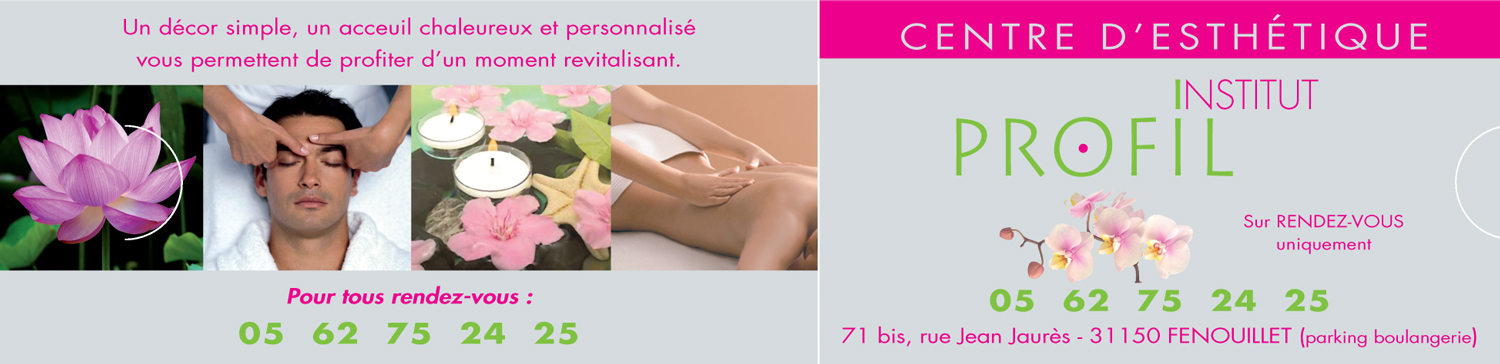 Un décor simple, un acceuil chaleureux et personnalisé
vous permettent de profiter d’un moment revitalisant.
Pour tous rendez-vous :
05 62 75 24 25
CENTRE D’ESTHÉTIQUE
INSTITUT
PROFIL
Sur RENDEZ-VOUS
uniquement
05 62 75 24 25
71 bis, rue Jean Jaurès - 31150 FENOUILLET (parking boulangerie)